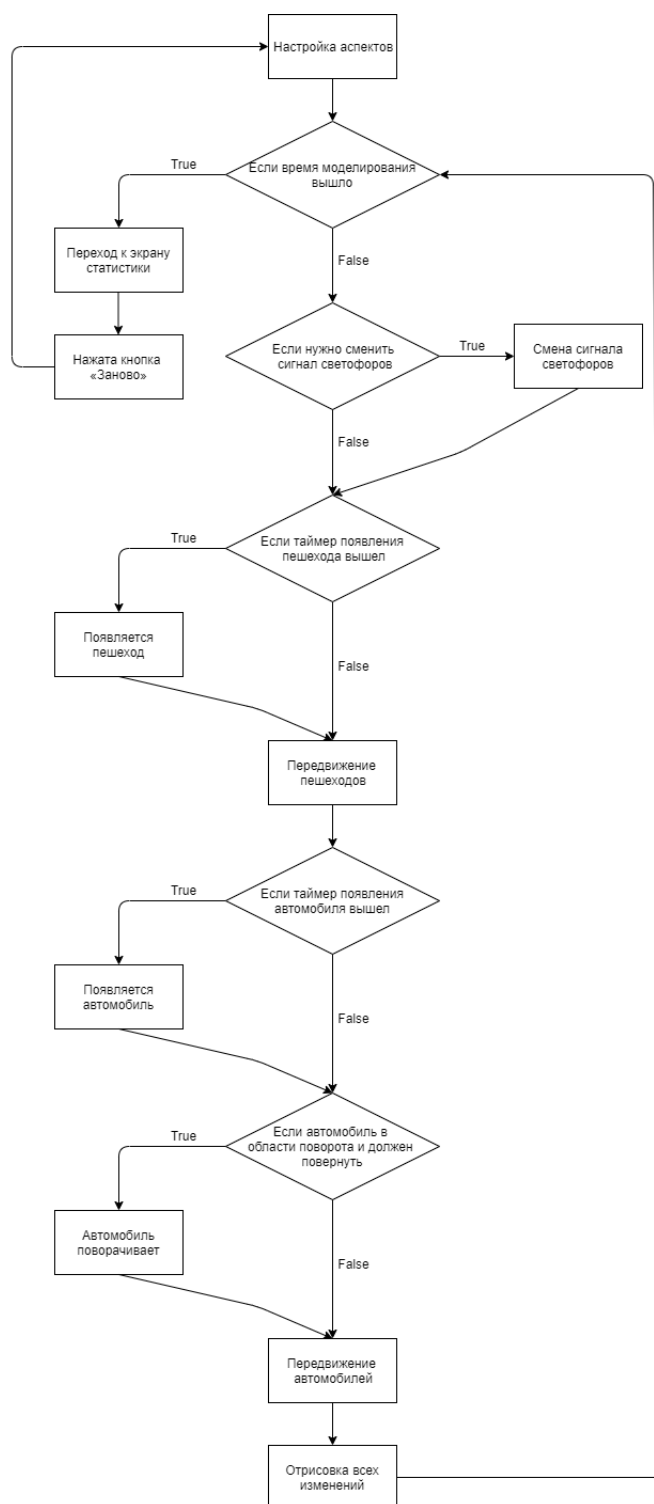 Настройка аспектов
True
Если время моделирования
вышло
Переход к экрану
статистики
False
Нажата кнопка
«Заново»
Если нужно сменить
сигнал светофоров
True
Смена сигнала
светофоров
False
True
Если таймер появления
пешехода вышел
Появляется
пешеход
False
Передвижение
пешеходов
True
Если таймер появления
автомобиля вышел
Появляется
автомобиль
False
True
Если автомобиль в
области поворота и должен
повернуть
Автомобиль
поворачивает
False
Передвижение
автомобилей
Отрисовка всех
изменений